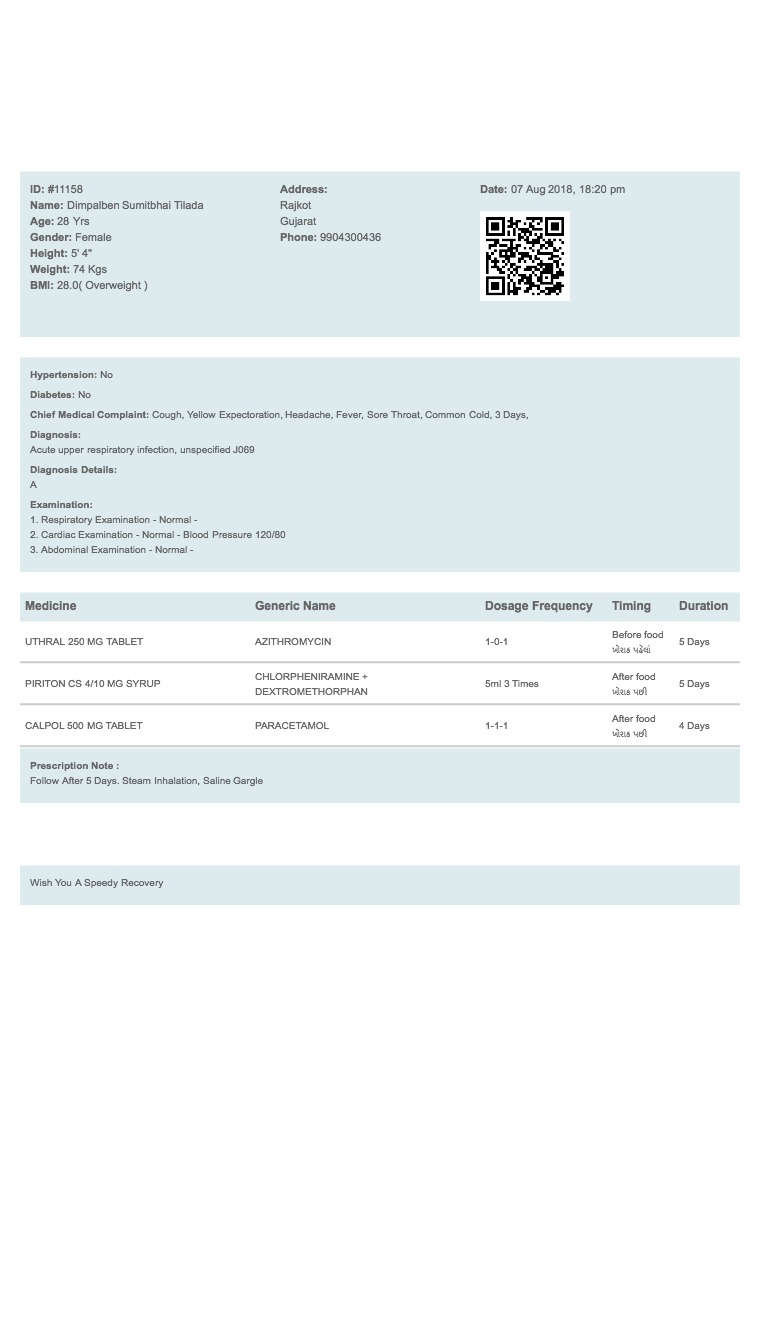 ID: #11158
Name: Dimpalben Sumitbhai Tilada
Age: 28 Yrs
Gender: Female
Height: 5' 4"
Weight: 74 Kgs
BMI: 28.0( Overweight )
Address:
Rajkot
Gujarat
Phone: 9904300436
Date: 07 Aug 2018, 18:20 pm
Hypertension: No
Diabetes: No
Chief Medical Complaint: Cough, Yellow Expectoration, Headache, Fever, Sore Throat, Common Cold, 3 Days,
Diagnosis:
Acute upper respiratory infection, unspecified J069
Diagnosis Details:
A
Examination:
1. Respiratory Examination - Normal -
2. Cardiac Examination - Normal - Blood Pressure 120/80
3. Abdominal Examination - Normal -
Medicine Generic Name Dosage Frequency Timing Duration
UTHRAL 250 MG TABLET AZITHROMYCIN 1-0-1 Before food 5 Days
ખોરાક પહેલાં
PIRITON CS 4/10 MG SYRUP CHLORPHENIRAMINE + 5ml 3 Times After food 5 Days
DEXTROMETHORPHAN ખોરાક પછી
CALPOL 500 MG TABLET PARACETAMOL 1-1-1 After food 4 Days
ખોરાક પછી
Prescription Note :
Follow After 5 Days. Steam Inhalation, Saline Gargle
Wish You A Speedy Recovery